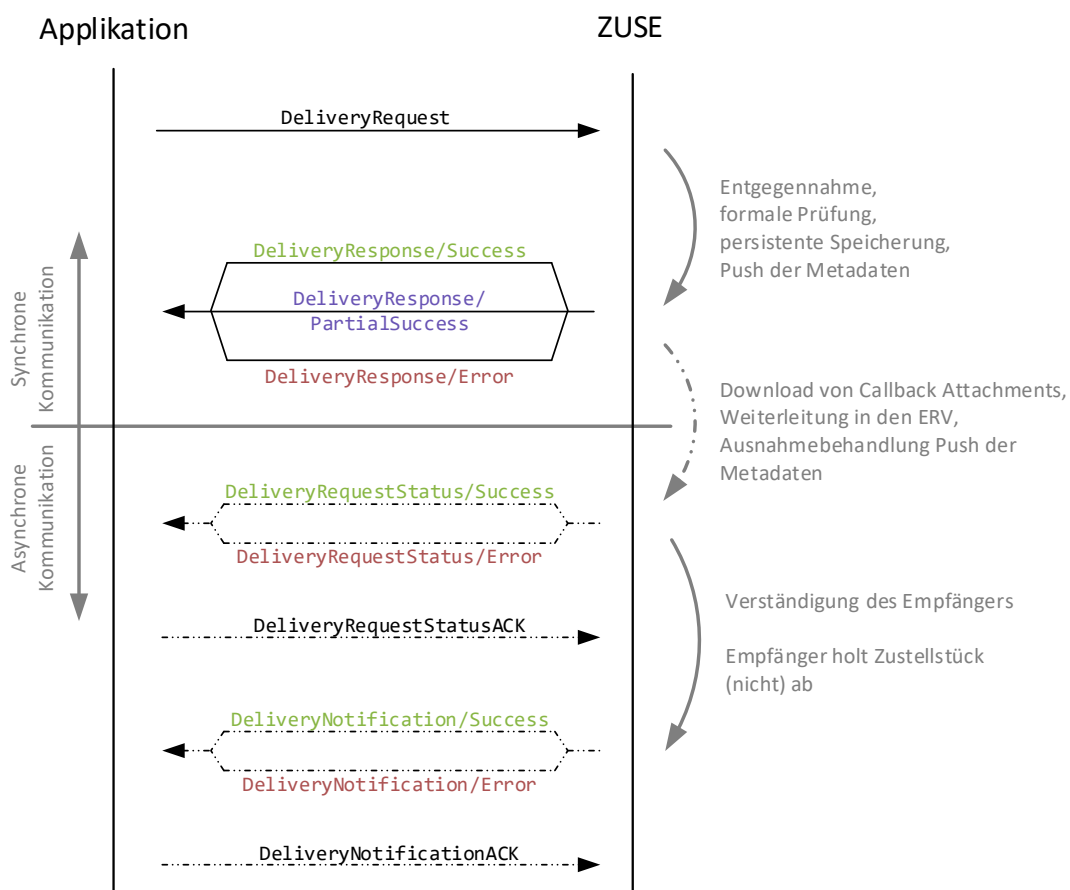 Applikation
ZUSE
DeliveryRequest
Entgegennahme,
formale Prüfung,
persistente Speicherung,
Push der Metadaten
DeliveryResponse/Success
DeliveryResponse/
PartialSuccess
DeliveryResponse/Error
Synchrone
Kommunikation
Download von Callback Attachments,
Weiterleitung in den ERV,
Ausnahmebehandlung Push der
Metadaten
Asynchrone
Kommunikation
DeliveryRequestStatus/Success
DeliveryRequestStatus/Error
Verständigung des Empfängers
DeliveryRequestStatusACK
Empfänger holt Zustellstück
(nicht) ab
DeliveryNotification/Success
DeliveryNotification/Error
DeliveryNotificationACK